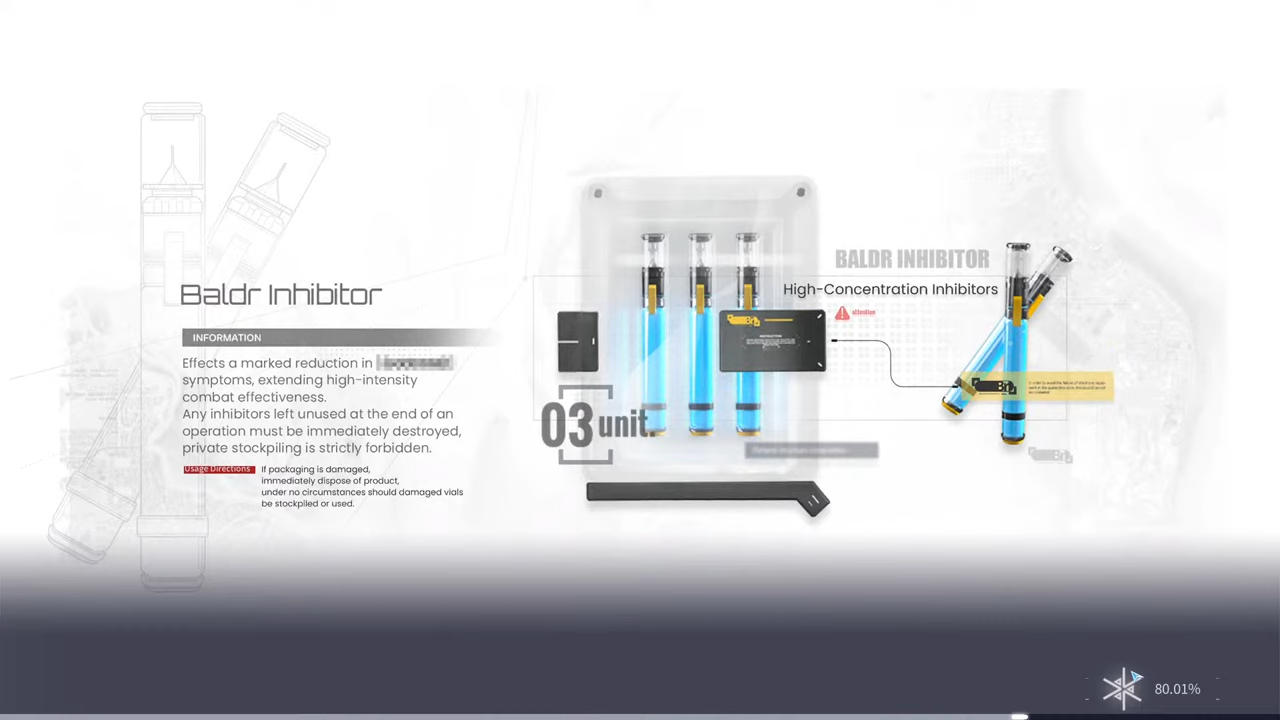 Baldr Inhibitor
INFORMATION
Effects a marked reduction in
symptoms, extending high-intensity
combat effectiveness.
Any inhibitors left unused at the end of an
operation must be immediately destroyed,
private stockpiling is strictly forbidden.
Usage Directions
If packaging is damaged,
immediately dispose of product,
under no circumstances should damaged vials
be stockpiled or used.
03 unit.
BALDR INHIBITOR
High-Concentration Inhibitors
attention
80.01%